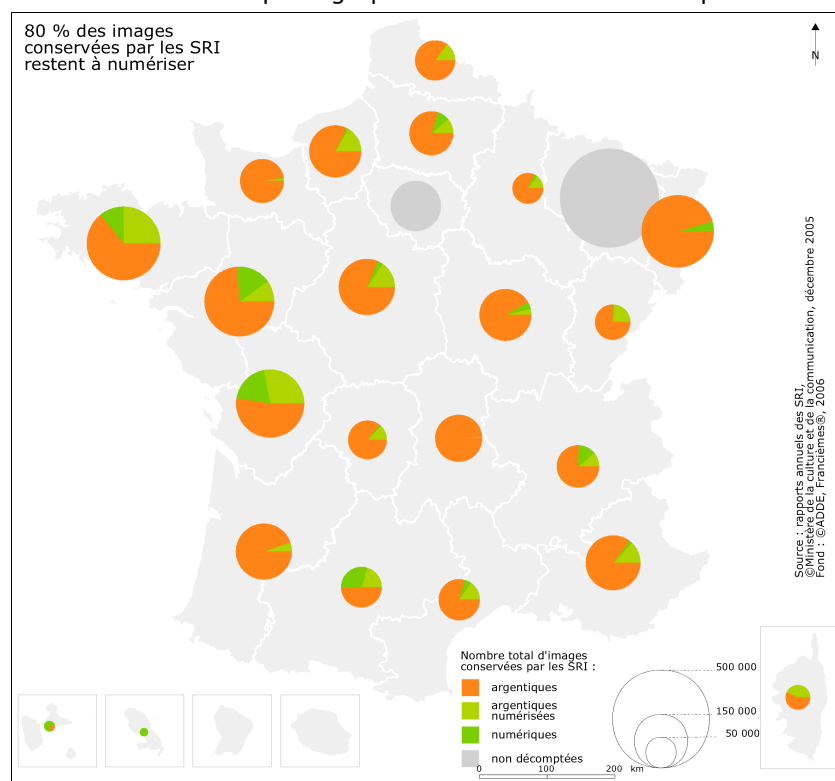 80 % des images
conservées par les SRI
restent à numériser
N
Source : rapports annuels des SRI,
©Ministère de la culture et de la communication, décembre 2005
Fond : ©ADDE, Francièmes®, 2006
Nombre total d'images
conservées par les SRI :
argentiques
argentiques
numérisées
numériques
non décomptées
500 000
150 000
50 000
0 100 200 km